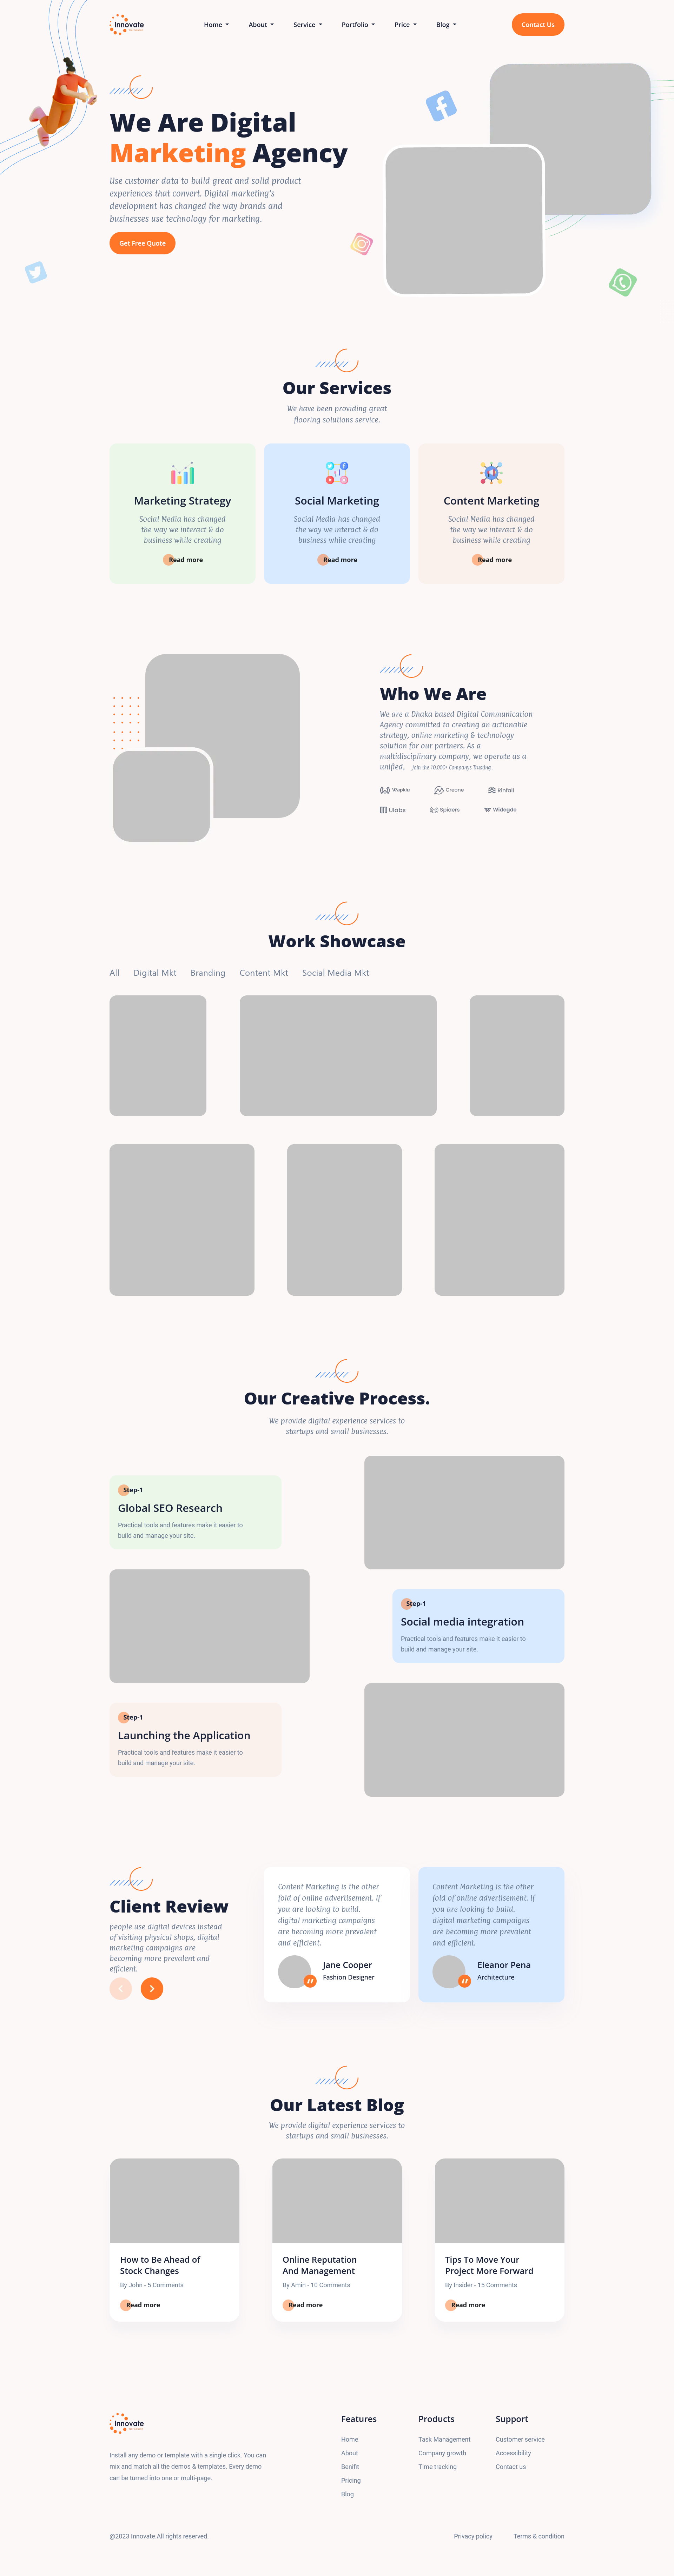 Innovate
Home
About
Service
Portfolio
Price
Blog
Contact Us
We Are Digital
Marketing Agency
Use customer data to build great and solid product
experiences that convert. Digital marketing's
development has changed the way brands and
businesses use technology for marketing.
Get Free Quote
Our Services
We have been providing great
flooring solutions service.
Marketing Strategy
Social Media has changed
the way we interact & do
business while creating
Read more
Social Marketing
Social Media has changed
the way we interact & do
business while creating
Read more
Content Marketing
Social Media has changed
the way we interact & do
business while creating
Read more
Who We Are
We are a Dhaka based Digital Communication
Agency committed to creating an actionable
strategy, online marketing & technology
solution for our partners. As a
multidisciplinary company, we operate as a
unified, Join the 10,000+ Companys Trusting .
Waplou
Creone
Rinfall
Ulabs
Spiders
Widegde
Work Showcase
All
Digital Mkt
Branding
Content Mkt
Social Media Mkt
Our Creative Process.
We provide digital experience services to
startups and small businesses.
Step-1
Global SEO Research
Practical tools and features make it easier to
build and manage your site.
Step-1
Social media integration
Practical tools and features make it easier to
build and manage your site.
Step-1
Launching the Application
Practical tools and features make it easier to
build and manage your site.
Client Review
people use digital devices instead
of visiting physical shops, digital
marketing campaigns are
becoming more prevalent and
efficient.
Content Marketing is the other
fold of online advertisement. If
you are looking to build.
digital marketing campaigns
are becoming more prevalent
and efficient.
Jane Cooper
Fashion Designer
Content Marketing is the other
fold of online advertisement. If
you are looking to build.
digital marketing campaigns
are becoming more prevalent
and efficient.
Eleanor Pena
Architecture
Our Latest Blog
We provide digital experience services to
startups and small businesses.
How to Be Ahead of
Stock Changes
By John - 5 Comments
Read more
Online Reputation
And Management
By Amin - 10 Comments
Read more
Tips To Move Your
Project More Forward
By Insider - 15 Comments
Read more
Innovate
Install any demo or template with a single click. You can
mix and match all the demos & templates. Every demo
can be turned into one or multi-page.
Features
Home
About
Benifit
Pricing
Blog
Products
Task Management
Company growth
Time tracking
Support
Customer service
Accessibility
Contact us
@2023 Innovate.All rights reserved.
Privacy policy
Terms & condition